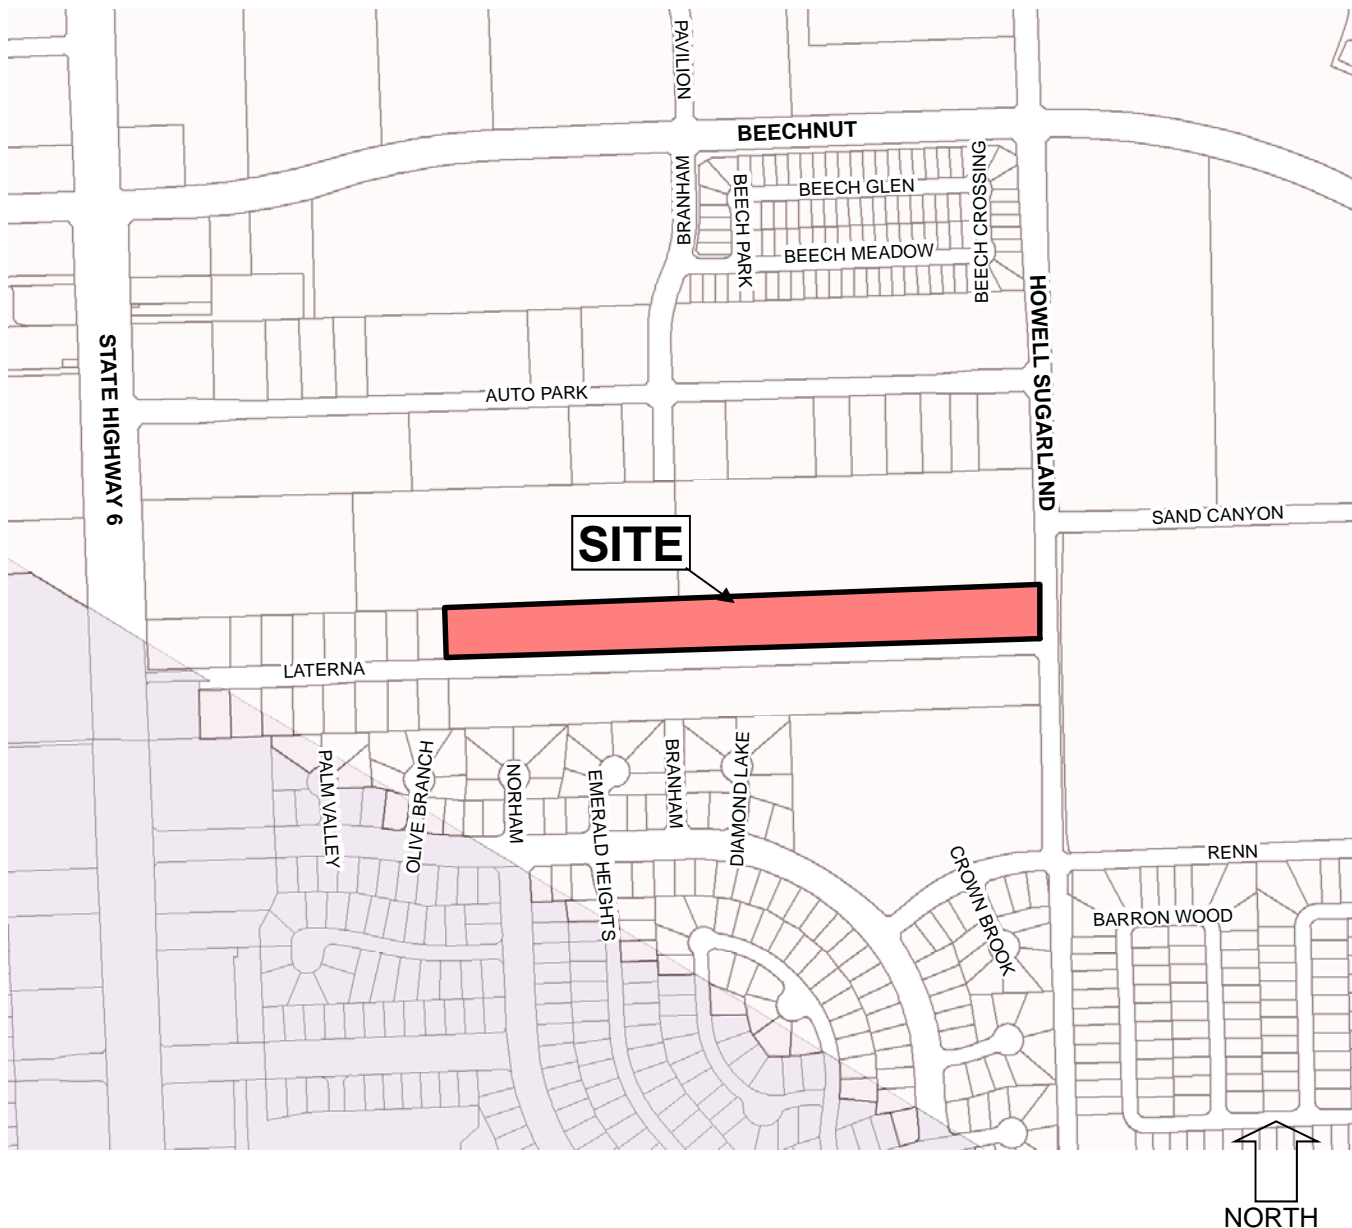 PAVILION
BEECHNUT
BRANHAM
BEECH PARK
BEECH GLEN
BEECH CROSSING
BEECH MEADOW
HOWELL SUGARLAND
STATE HIGHWAY 6
AUTO PARK
SAND CANYON
SITE
LATERNA
PALM VALLEY
OLIVE BRANCH
NORHAM
EMERALD HEIGHTS
BRANHAM
DIAMOND LAKE
CROWN BROOK
RENN
BARRON WOOD
NORTH